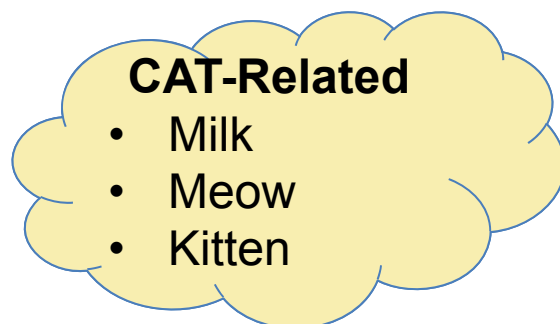 CAT-Related
• Milk
• Meow
• Kitten